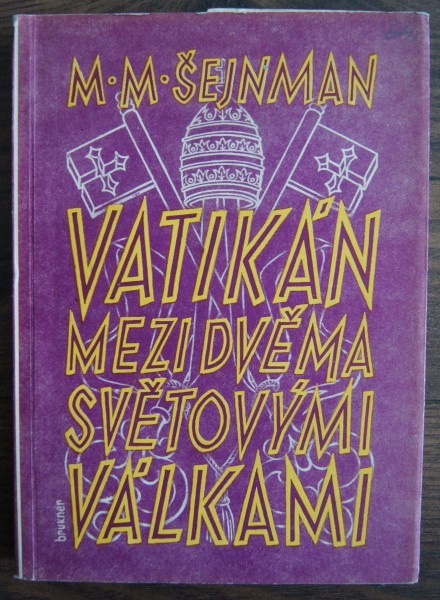 M·M·ŠEJNMAN
VATIKÁN
MEZI DVĚMA
SVĚTOVÝMI
VÁLKAMI
brukner